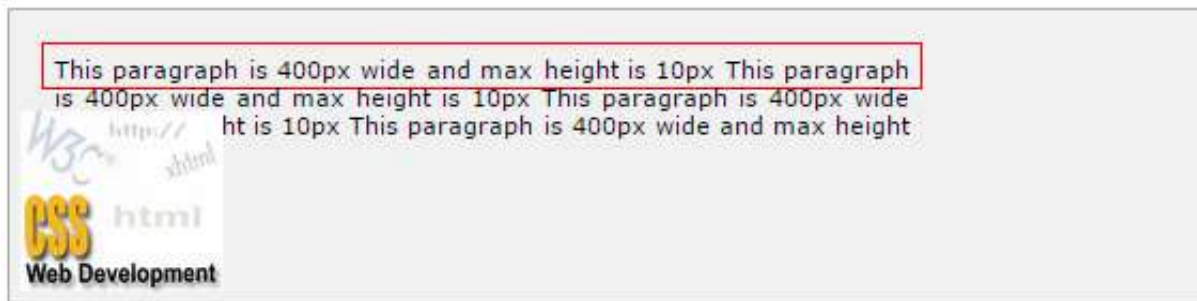 This paragraph is 400px wide and max height is 10px This paragraph
is 400px wide and max height is 10px This paragraph is 400px wide
ht is 10px This paragraph is 400px wide and max height
W3C
http://
xhtml
CSS
html
Web Development